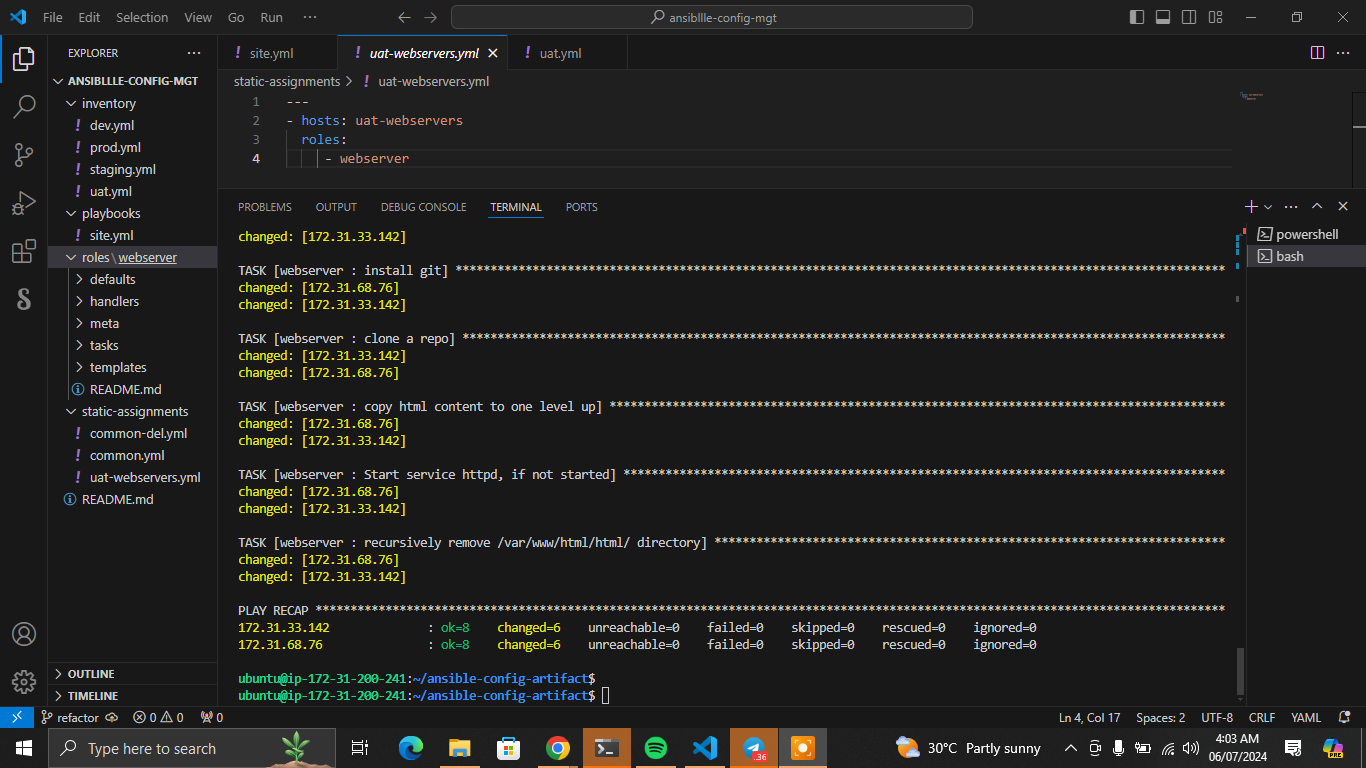 File Edit Selection View Go Run ··· ansibllle-config-mgt
EXPLORER ···
ANSIBLLLE-CONFIG-MGT
inventory
! dev.yml
! prod.yml
! staging.yml
! uat.yml
playbooks
! site.yml
roles \ webserver
defaults
handlers
meta
tasks
templates
README.md
static-assignments
! common-del.yml
! common.yml
! uat-webservers.yml
README.md
OUTLINE
TIMELINE
! site.yml ! uat-webservers.yml ! uat.yml
static-assignments > ! uat-webservers.yml
1 ---
2 - hosts: uat-webservers
3 roles:
4 - webserver
PROBLEMS OUTPUT DEBUG CONSOLE TERMINAL PORTS
powershell
bash
changed: [172.31.33.142]
TASK [webserver : install git] **************************************************************************************************************
changed: [172.31.68.76]
changed: [172.31.33.142]
TASK [webserver : clone a repo] *************************************************************************************************************
changed: [172.31.33.142]
changed: [172.31.68.76]
TASK [webserver : copy html content to one level up] ****************************************************************************************
changed: [172.31.68.76]
changed: [172.31.33.142]
TASK [webserver : Start service httpd, if not started] **************************************************************************************
changed: [172.31.68.76]
changed: [172.31.33.142]
TASK [webserver : recursively remove /var/www/html/html/ directory] *************************************************************************
changed: [172.31.68.76]
changed: [172.31.33.142]
PLAY RECAP **********************************************************************************************************************************
172.31.33.142 : ok=8 changed=6 unreachable=0 failed=0 skipped=0 rescued=0 ignored=0
172.31.68.76 : ok=8 changed=6 unreachable=0 failed=0 skipped=0 rescued=0 ignored=0
ubuntu@ip-172-31-200-241:~/ansible-config-artifact$
ubuntu@ip-172-31-200-241:~/ansible-config-artifact$
refactor 0 0 0 Ln 4, Col 17 Spaces: 2 UTF-8 CRLF YAML
Type here to search .36 30°C Partly sunny 4:03 AM
06/07/2024 PRE